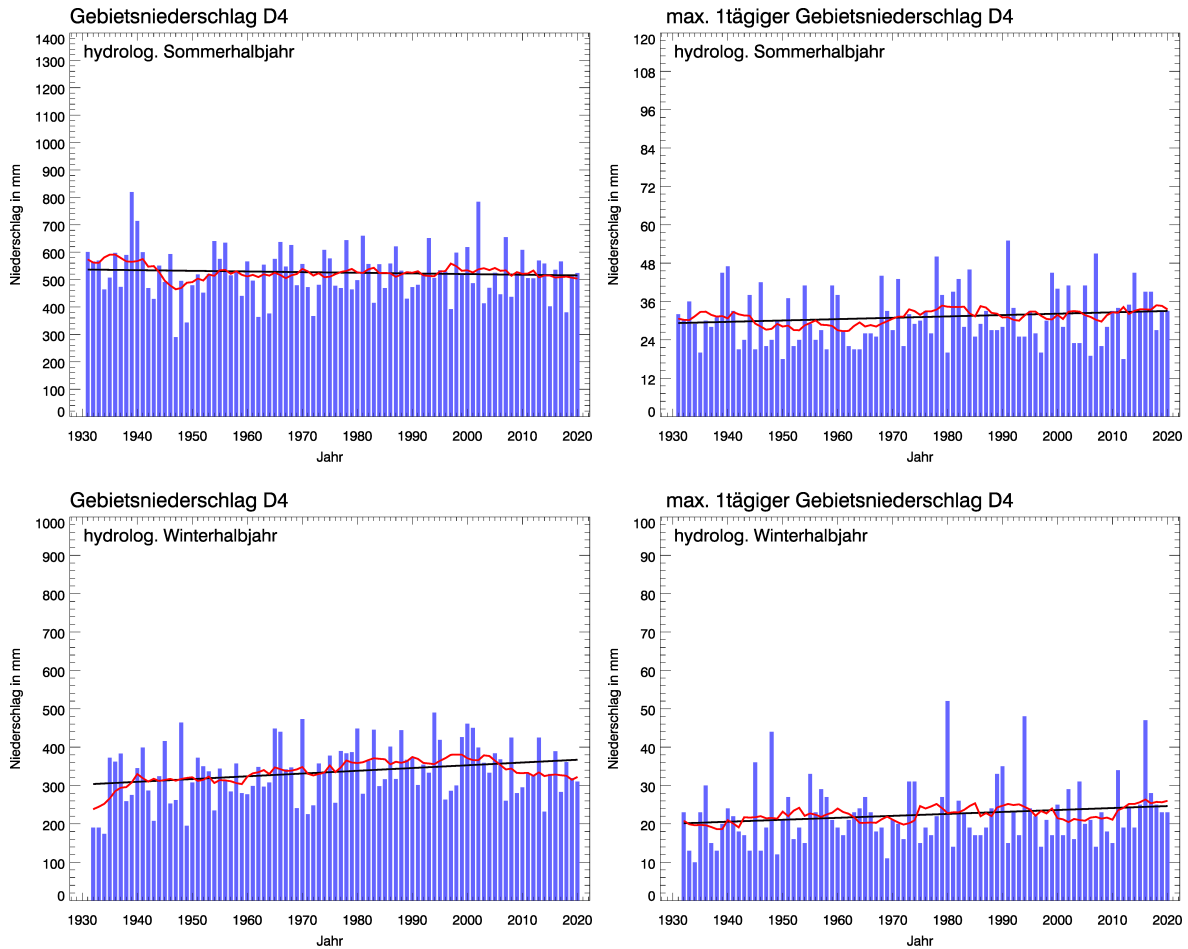 Gebietsniederschlag D4
hydrolog. Sommerhalbjahr
Niederschlag in mm
1400
1300
1200
1100
1000
900
800
700
600
500
400
300
200
100
0
1930 1940 1950 1960 1970 1980 1990 2000 2010 2020
Jahr
max. 1tägiger Gebietsniederschlag D4
hydrolog. Sommerhalbjahr
Niederschlag in mm
120
108
96
84
72
60
48
36
24
12
0
1930 1940 1950 1960 1970 1980 1990 2000 2010 2020
Jahr
Gebietsniederschlag D4
hydrolog. Winterhalbjahr
Niederschlag in mm
1000
900
800
700
600
500
400
300
200
100
0
1930 1940 1950 1960 1970 1980 1990 2000 2010 2020
Jahr
max. 1tägiger Gebietsniederschlag D4
hydrolog. Winterhalbjahr
Niederschlag in mm
100
90
80
70
60
50
40
30
20
10
0
1930 1940 1950 1960 1970 1980 1990 2000 2010 2020
Jahr